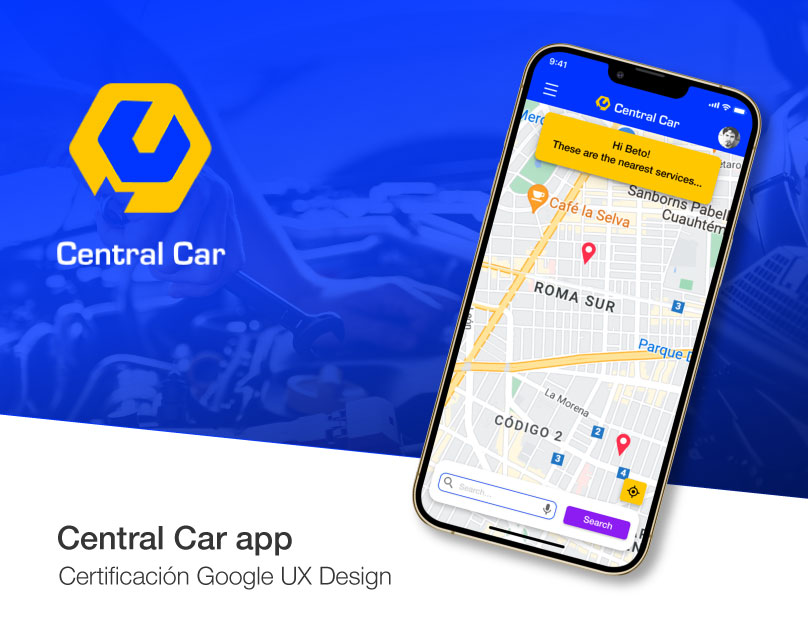 Central Car
9:41
Central Car
Hi Beto!
These are the nearest services...
Café la Selva
Sanborns Pabell
Cuauhtém
ROMA SUR
3
Parque D
La Morena
CÓDIGO 2
2
3
4
Search...
Search
Central Car app
Certificación Google UX Design